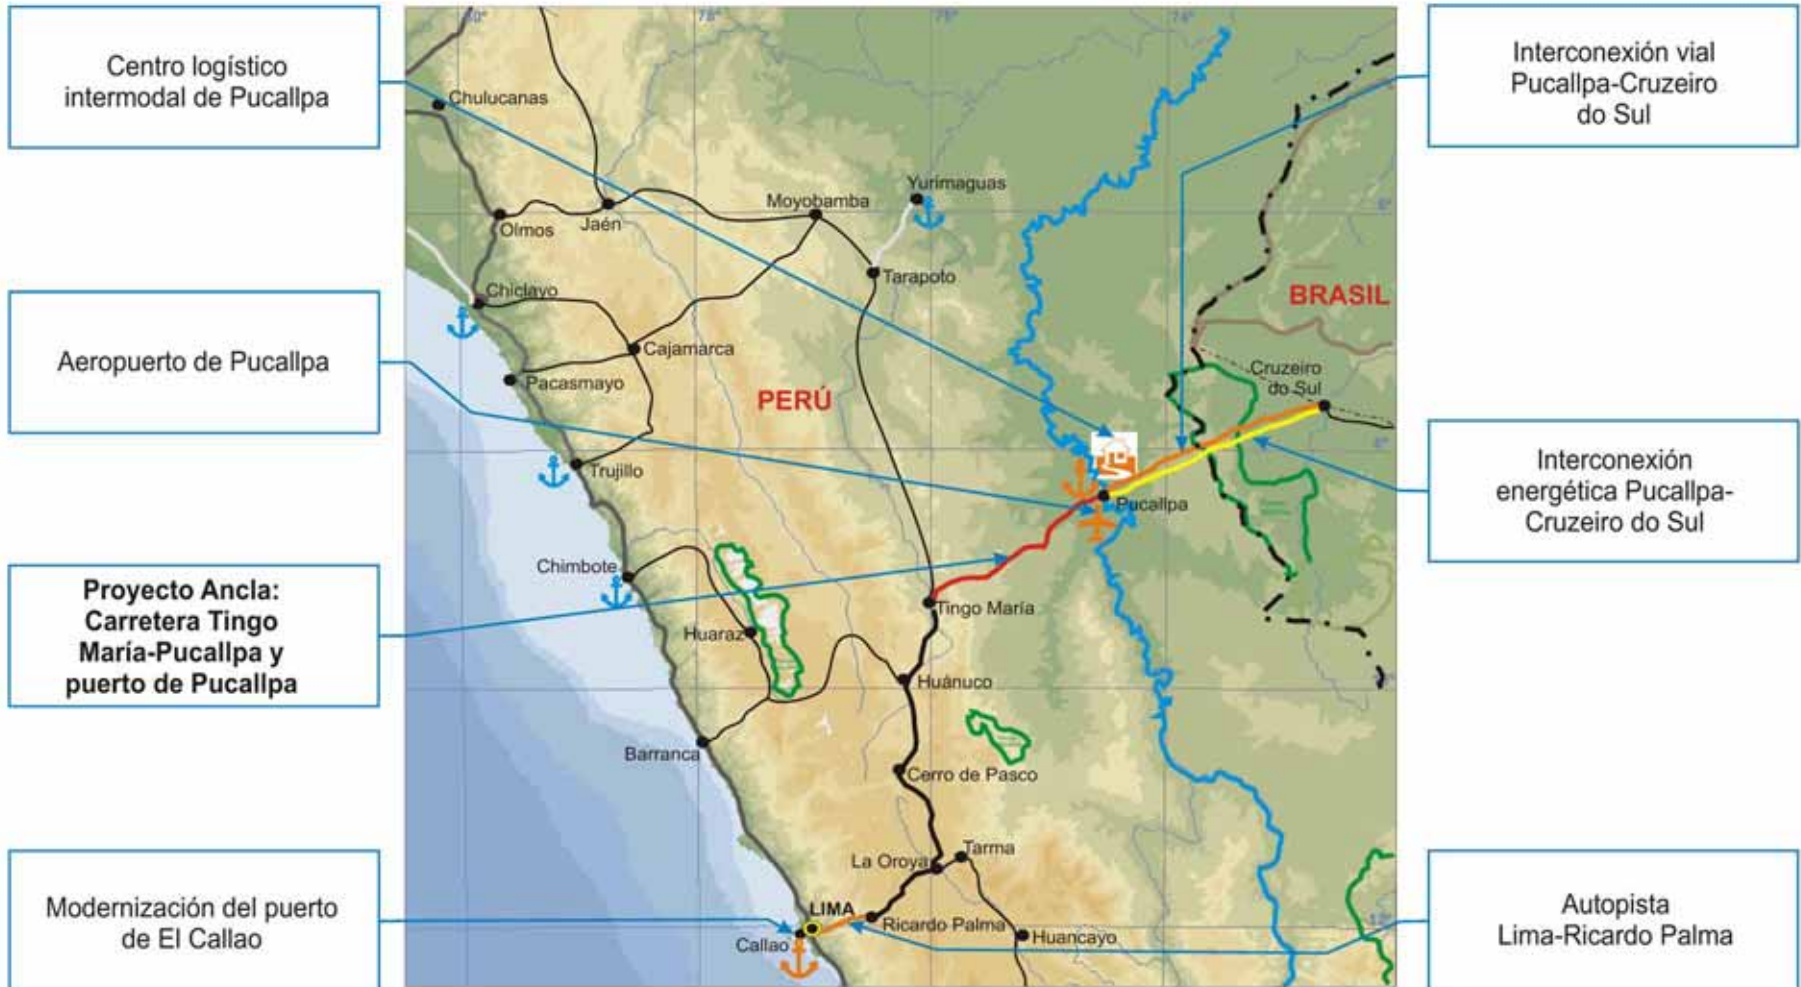 Centro logístico
intermodal de Pucallpa
Aeropuerto de Pucallpa
Proyecto Ancla:
Carretera Tingo
María-Pucallpa y
puerto de Pucallpa
Modernización del puerto
de El Callao
78°
Chulucanas
Yurimaguas
Moyobamba
Olmos
Jaén
Tarapoto
Chiclayo
BRASIL
Cajamarca
Cruzeiro
do Sul
Pacasmayo
PERÚ
Trujillo
Pucallpa
Chimbote
Tingo María
Huaraz
Huánuco
Barranca
Cerro de Pasco
La Oroya
Tarma
LIMA
Ricardo Palma
Callao
Huancayo
Interconexión vial
Pucallpa-Cruzeiro
do Sul
Interconexión
energética Pucallpa-
Cruzeiro do Sul
Autopista
Lima-Ricardo Palma